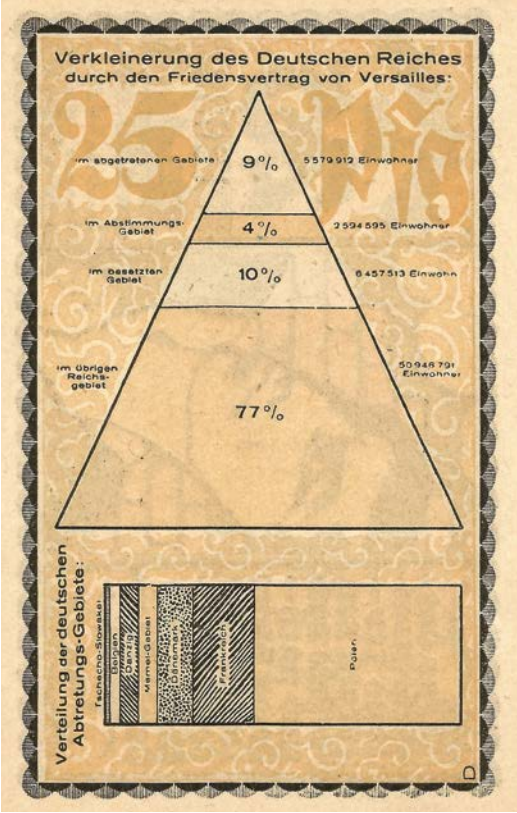 Verkleinerung des Deutschen Reiches
durch den Friedensvertrag von Versailles:
25 Pfg
Im abgetretenen Gebiete
9%
5579912 Einwohner
Im Abstimmungs-
Gebiet
4%
2594595 Einwohner
Im besetzten
Gebiet
10%
6457513 Einwohn
Im übrigen
Reichs-
gebiet
77%
50946791
Einwohner
Verteilung der deutschen
Abtretungs-Gebiete:
Tschecho-Slowakei
Belgien
Danzig
Memel-Gebiet
Dänemark
Frankreich
Polen
D